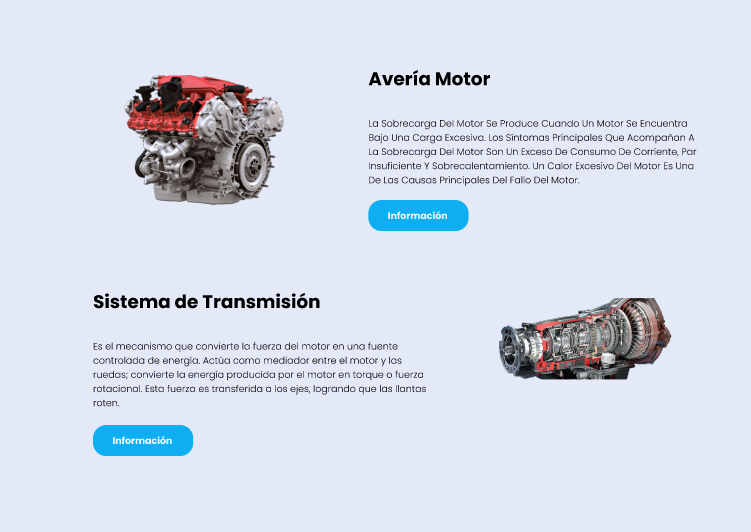 Avería Motor
La Sobrecarga Del Motor Se Produce Cuando Un Motor Se Encuentra
Bajo Una Carga Excesiva. Los Síntomas Principales Que Acompañan A
La Sobrecarga Del Motor Son Un Exceso De Consumo De Corriente, Par
Insuficiente Y Sobrecalentamiento. Un Calor Excesivo Del Motor Es Una
De Las Causas Principales Del Fallo Del Motor.
Información
Sistema de Transmisión
Es el mecanismo que convierte la fuerza del motor en una fuente
controlada de energía. Actúa como mediador entre el motor y las
ruedas; convierte la energía producida por el motor en torque o fuerza
rotacional. Esta fuerza es transferida a los ejes, logrando que las llantas
roten.
Información